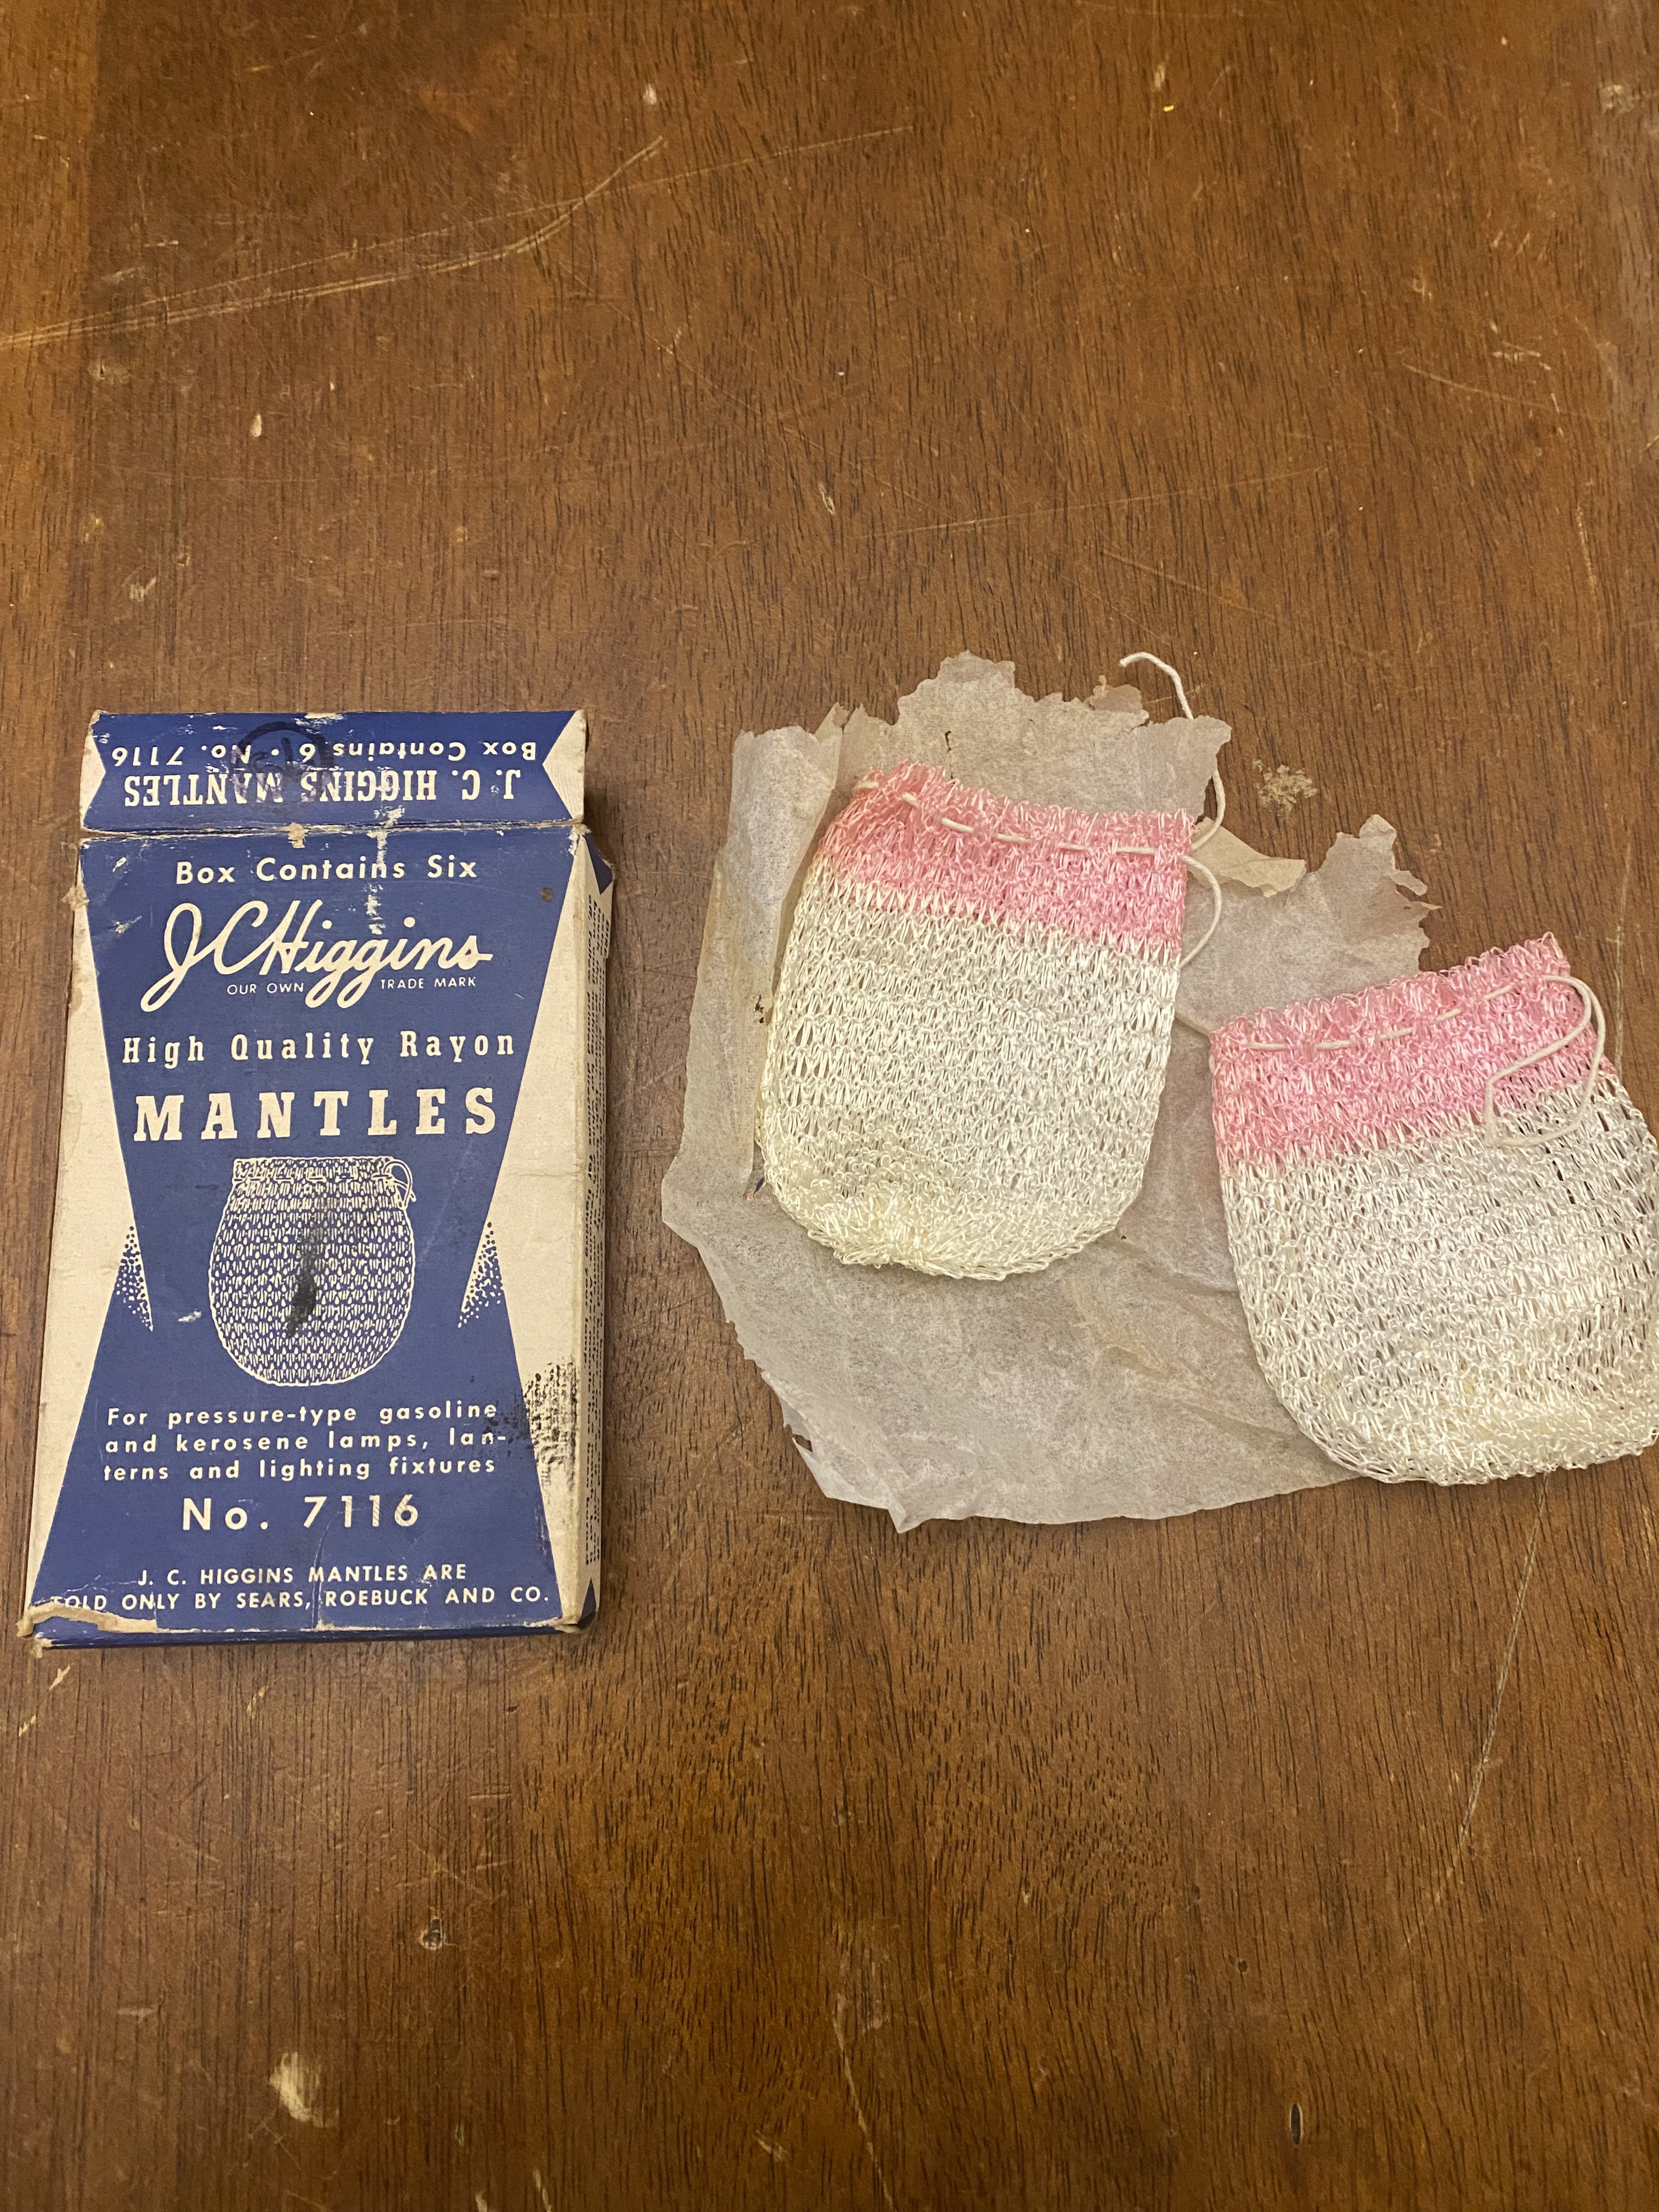 J. C. HIGGINS MANTLES
Box Contains 6 • No. 7116
Box Contains Six
JCHiggins
OUR OWN TRADE MARK
High Quality Rayon
MANTLES
For pressure-type gasoline
and kerosene lamps, lan-
terns and lighting fixtures
No. 7116
J. C. HIGGINS MANTLES ARE
SOLD ONLY BY SEARS, ROEBUCK AND CO.